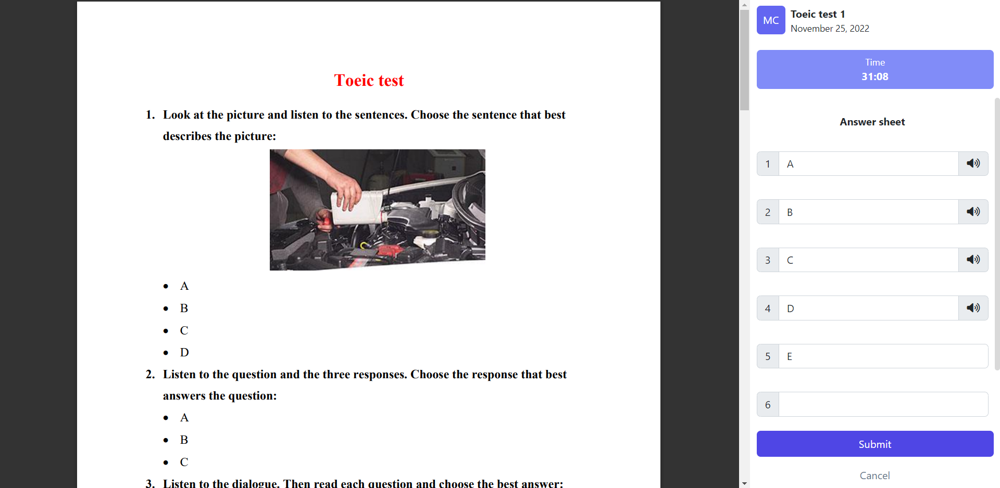 Toeic test
1. Look at the picture and listen to the sentences. Choose the sentence that best
describes the picture:
• A
• B
• C
• D
2. Listen to the question and the three responses. Choose the response that best
answers the question:
• A
• B
• C
3. Listen to the dialogue. Then read each question and choose the best answer:
MC
Toeic test 1
November 25, 2022
Time
31:08
Answer sheet
1 A
2 B
3 C
4 D
5 E
6
Submit
Cancel